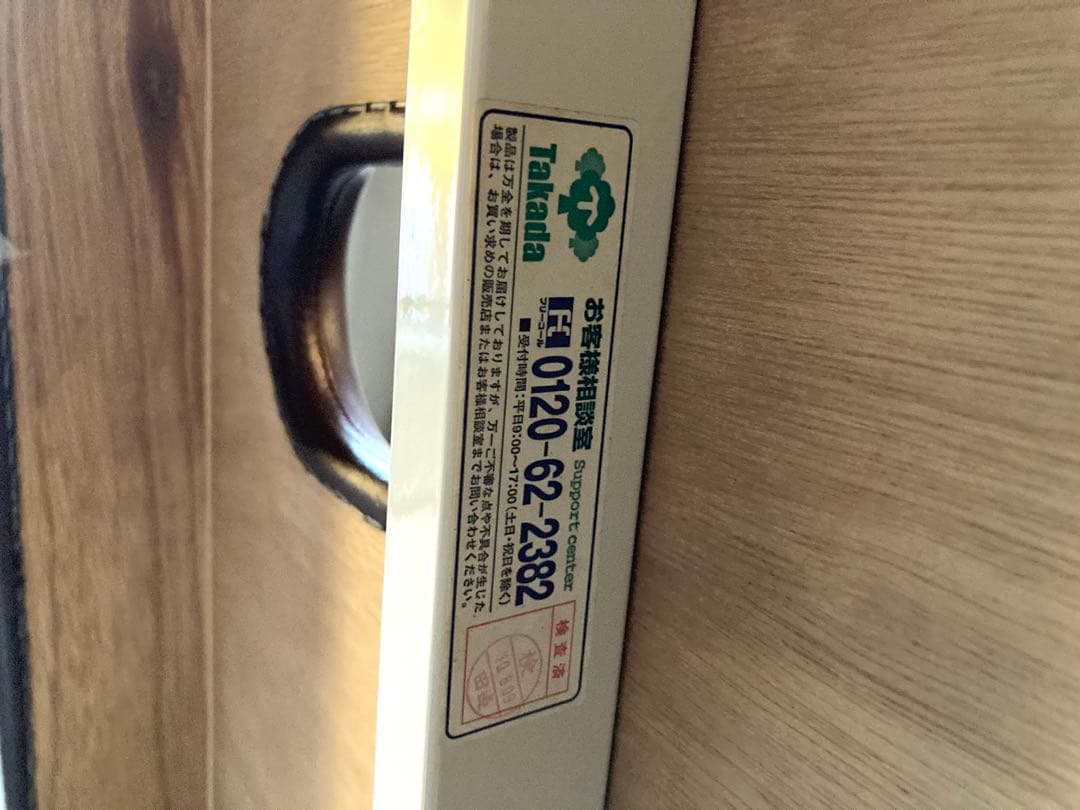 Takada
お客様相談室 Support center
フリーコール 0120-62-2382
■受付時間:平日9:00〜17:00(土日・祝日を除く)
製品は万全を期してお届けしておりますが、万一ご不審な点や不具合が生じた
場合は、お買い求めの販売店またはお客様相談室までお問い合わせください。
検査済
検